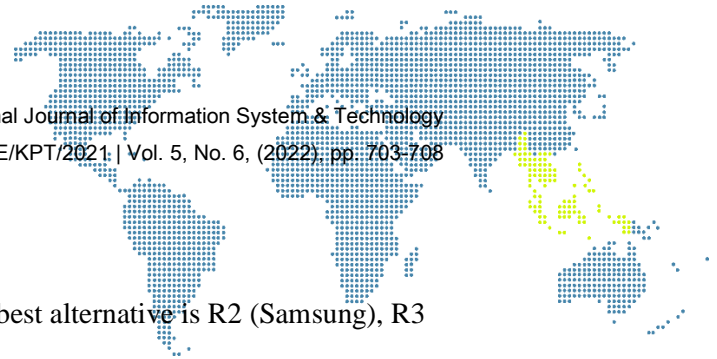 nal Journal of Information System & Technology
E/KPT/2021 | Vol. 5, No. 6, (2022), pp. 703-708
best alternative is R2 (Samsung), R3